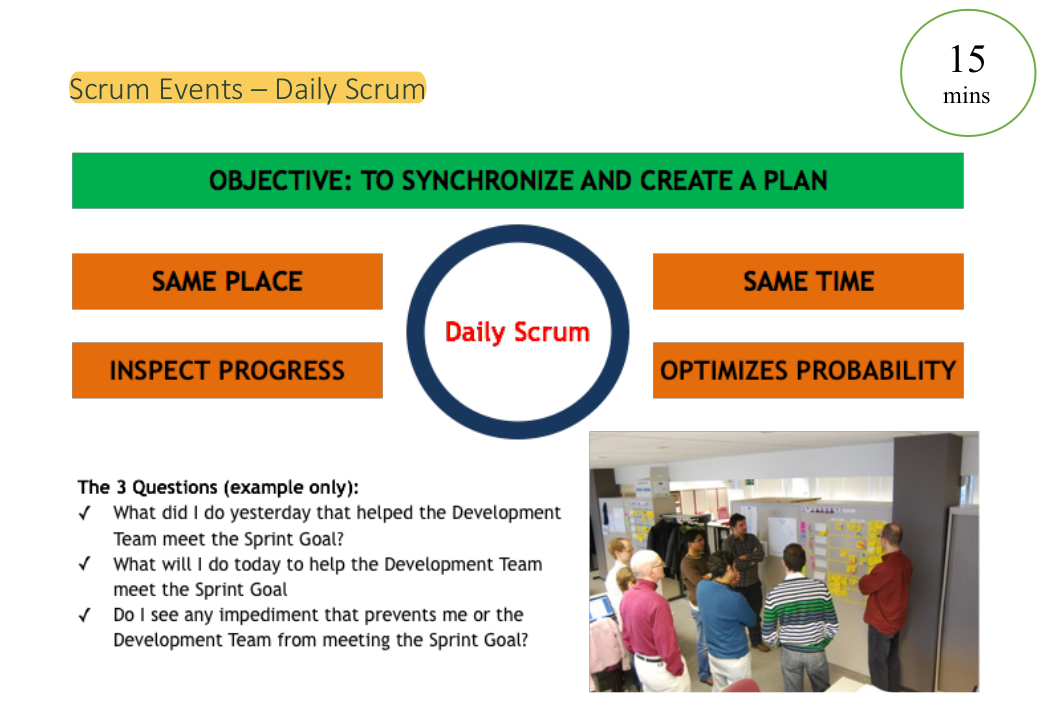 15
mins
Scrum Events – Daily Scrum
OBJECTIVE: TO SYNCHRONIZE AND CREATE A PLAN
SAME PLACE
SAME TIME
Daily Scrum
INSPECT PROGRESS
OPTIMIZES PROBABILITY
The 3 Questions (example only):
✓ What did I do yesterday that helped the Development
Team meet the Sprint Goal?
✓ What will I do today to help the Development Team
meet the Sprint Goal
✓ Do I see any impediment that prevents me or the
Development Team from meeting the Sprint Goal?